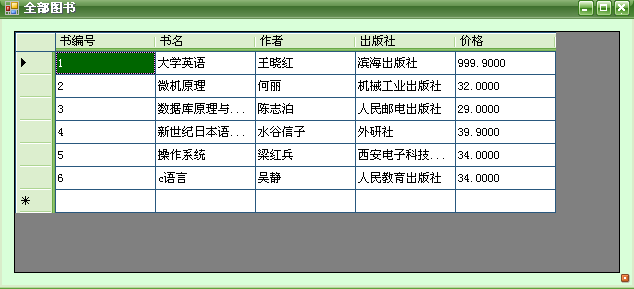 全部图书
书编号 书名 作者 出版社 价格
1 大学英语 王晓红 滨海出版社 999.9000
2 微机原理 何丽 机械工业出版社 32.0000
3 数据库原理与... 陈志泊 人民邮电出版社 29.0000
4 新世纪日本语... 水谷信子 外研社 39.9000
5 操作系统 梁红兵 西安电子科技... 34.0000
6 c语言 吴静 人民教育出版社 34.0000